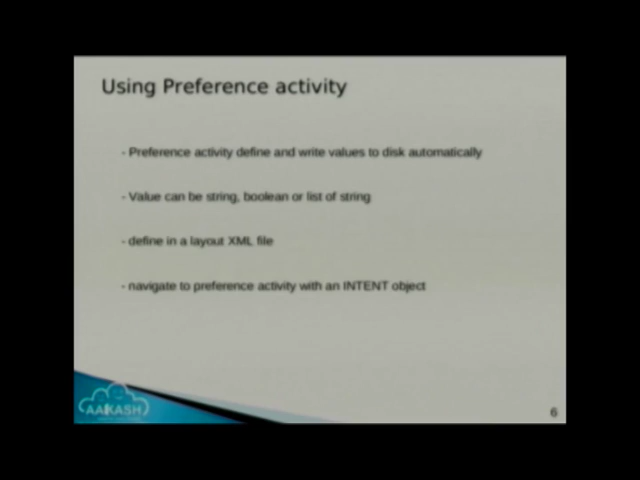 Using Preference activity
- Preference activity define and write values to disk automatically
- Value can be string, boolean or list of string
- define in a layout XML file
- navigate to preference activity with an INTENT object
AAKASH
6